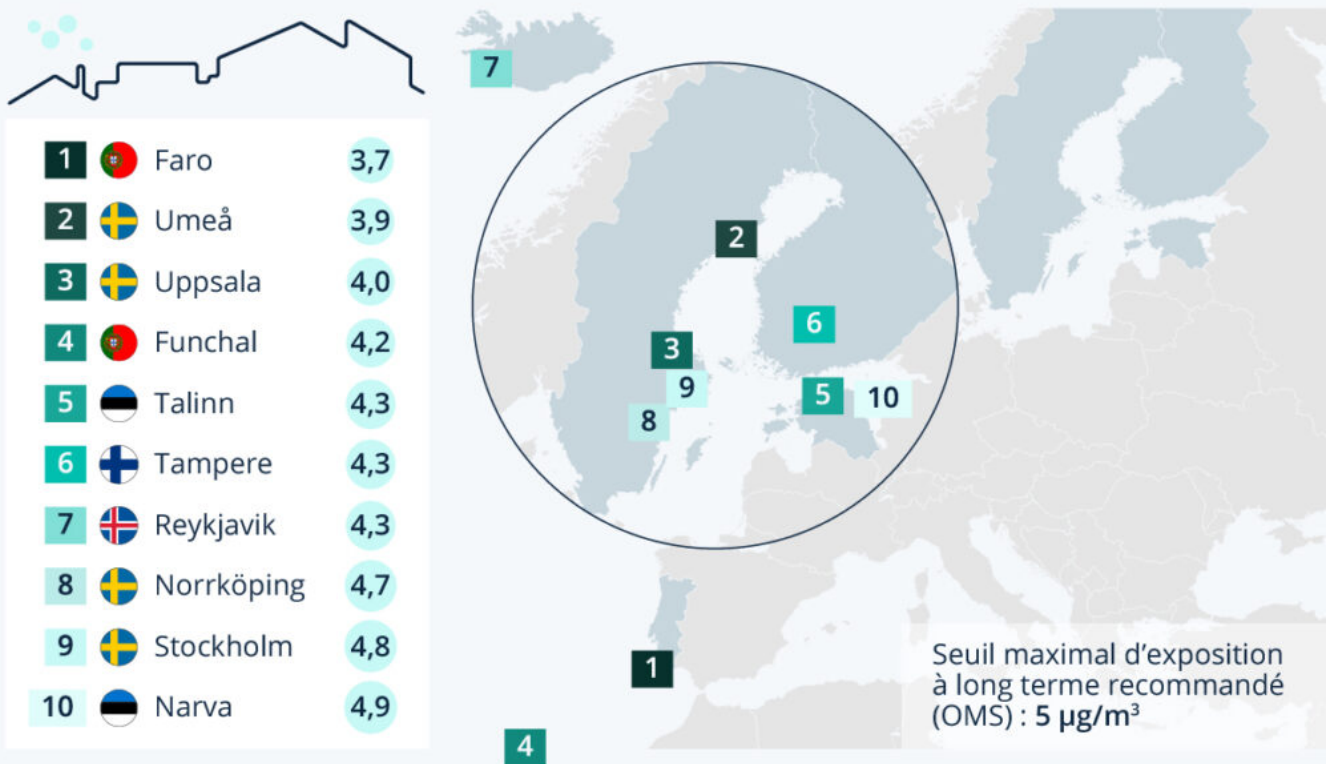 1 Faro 3,7
2 Umeå 3,9
3 Uppsala 4,0
4 Funchal 4,2
5 Talinn 4,3
6 Tampere 4,3
7 Reykjavik 4,3
8 Norrköping 4,7
9 Stockholm 4,8
10 Narva 4,9
7
2
6
3
9
5
10
8
1
4
Seuil maximal d'exposition
à long terme recommandé
(OMS) : 5 µg/m³